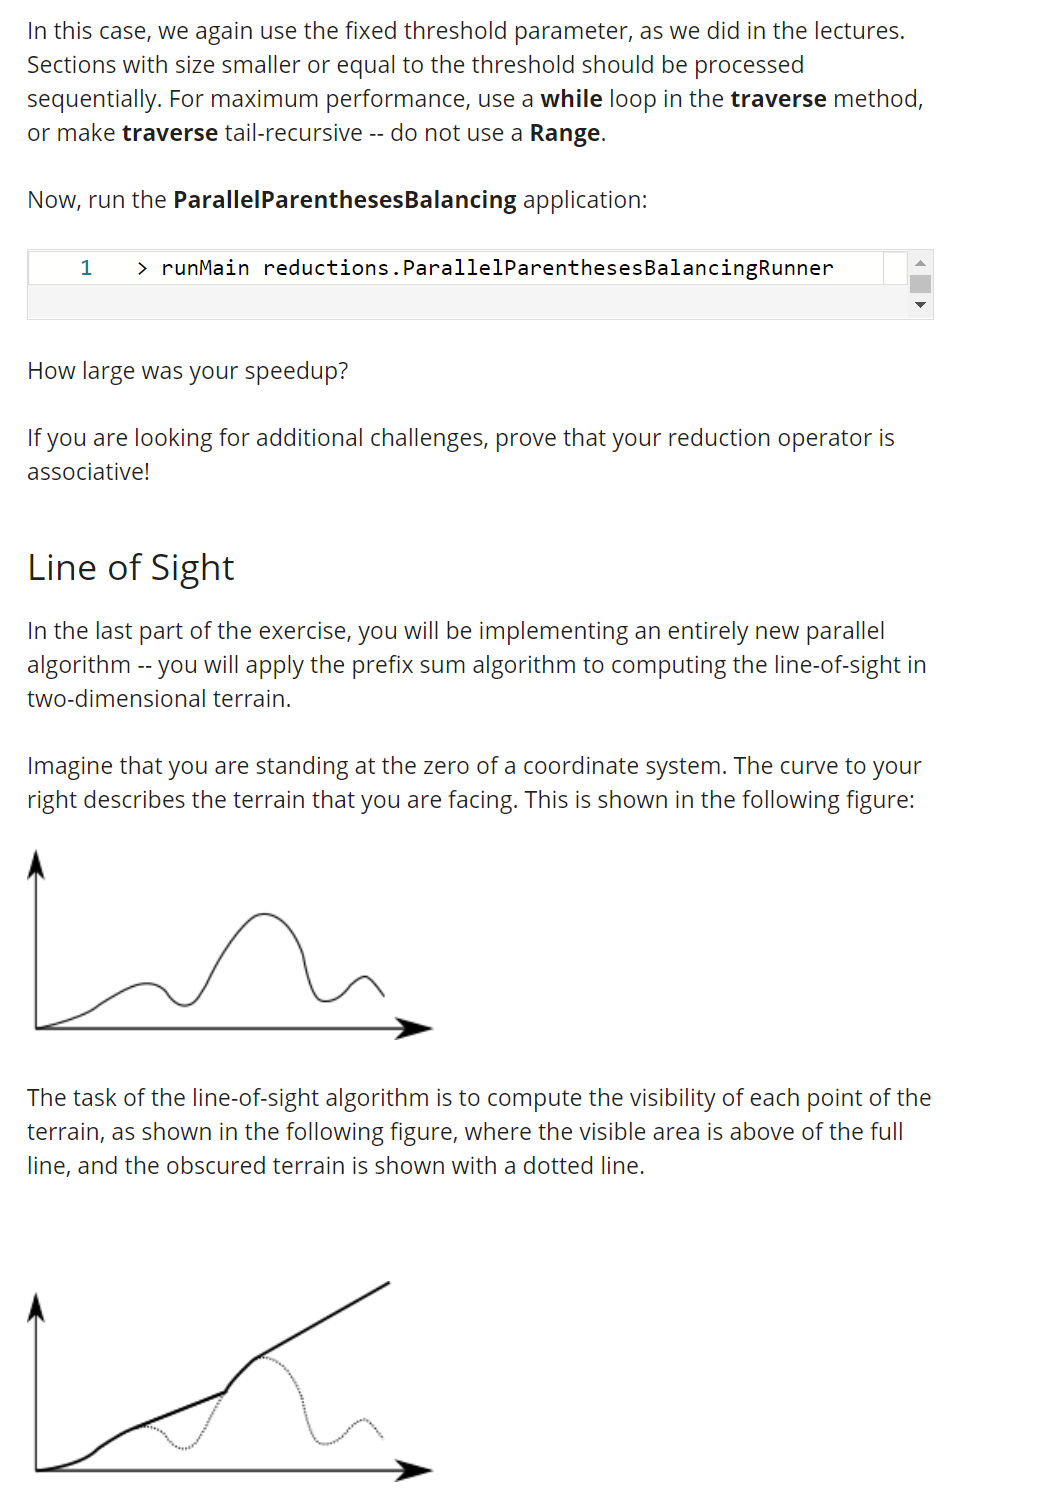 In this case, we again use the fixed threshold parameter, as we did in the lectures.
Sections with size smaller or equal to the threshold should be processed
sequentially. For maximum performance, use a while loop in the traverse method,
or make traverse tail-recursive -- do not use a Range.
Now, run the ParallelParenthesesBalancing application:
1 > runMain reductions.ParallelParenthesesBalancingRunner
How large was your speedup?
If you are looking for additional challenges, prove that your reduction operator is
associative!
Line of Sight
In the last part of the exercise, you will be implementing an entirely new parallel
algorithm -- you will apply the prefix sum algorithm to computing the line-of-sight in
two-dimensional terrain.
Imagine that you are standing at the zero of a coordinate system. The curve to your
right describes the terrain that you are facing. This is shown in the following figure:
The task of the line-of-sight algorithm is to compute the visibility of each point of the
terrain, as shown in the following figure, where the visible area is above of the full
line, and the obscured terrain is shown with a dotted line.